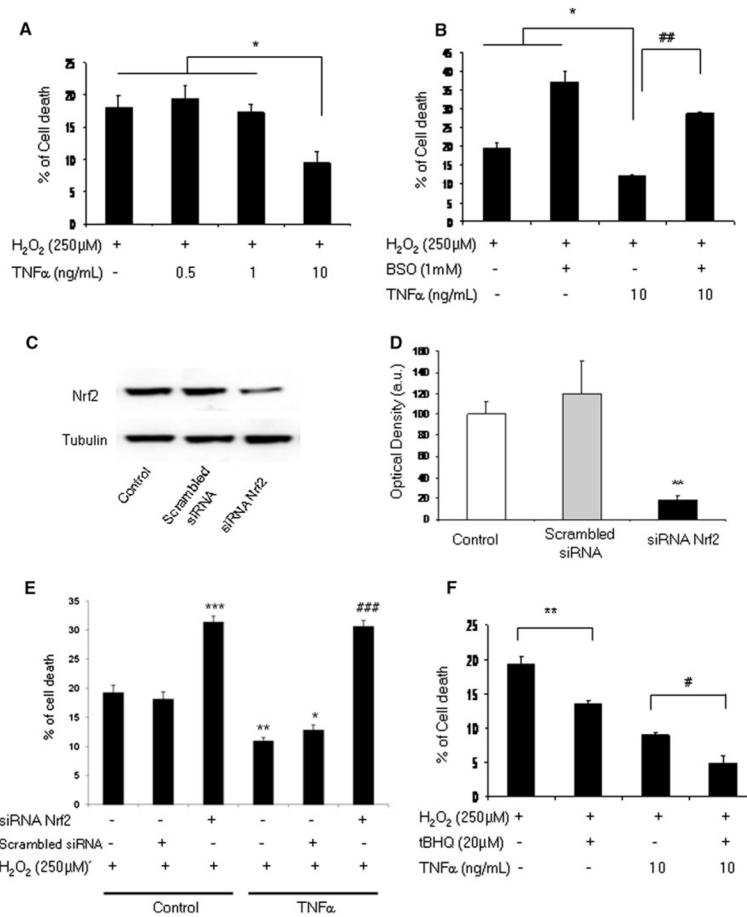 A
*
% of Cell death
25
20
15
10
5
0
H2O2 (250µM) + + + +
TNFα (ng/mL) - 0.5 1 10
B
*
##
% of Cell death
45
40
35
30
25
20
15
10
5
0
H2O2 (250µM) + + + +
BSO (1mM) - + - +
TNFα (ng/mL) - - 10 10
C
Nrf2
Tubulin
Control
Scrambled
siRNA
siRNA Nrf2
D
Optical Density (a.u.)
160
140
120
100
80
60
40
20
0
**
Control
Scrambled
siRNA
siRNA Nrf2
E
% of cell death
35
30
25
20
15
10
5
0
***
**
*
###
siRNA Nrf2 - - + - - +
Scrambled siRNA - + - - + -
H2O2 (250µM) + + + + + +
Control
TNFα
F
**
#
% of Cell death
25
20
15
10
5
0
H2O2 (250µM) + + + +
tBHQ (20µM) - + - +
TNFα (ng/mL) - - 10 10